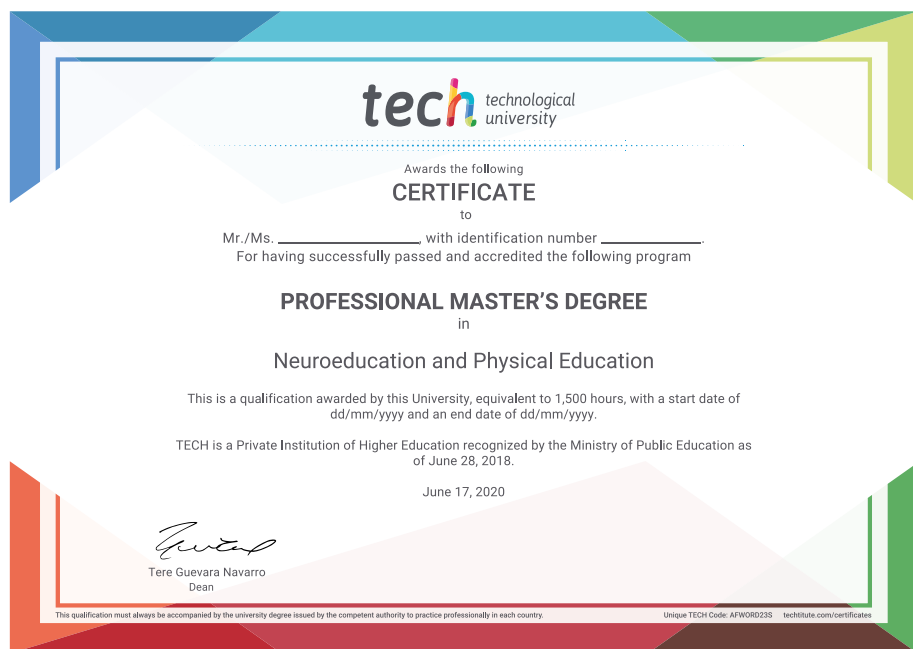 tech technological
university
Awards the following
CERTIFICATE
to
Mr./Ms. ____________________, with identification number ______________.
For having successfully passed and accredited the following program
PROFESSIONAL MASTER'S DEGREE
in
Neuroeducation and Physical Education
This is a qualification awarded by this University, equivalent to 1,500 hours, with a start date of
dd/mm/yyyy and an end date of dd/mm/yyyy.
TECH is a Private Institution of Higher Education recognized by the Ministry of Public Education as
of June 28, 2018.
June 17, 2020
Tere Guevara Navarro
Dean
This qualification must always be accompanied by the university degree issued by the competent authority to practice professionally in each country. Unique TECH Code: AFWORD23S techtitute.com/certificates